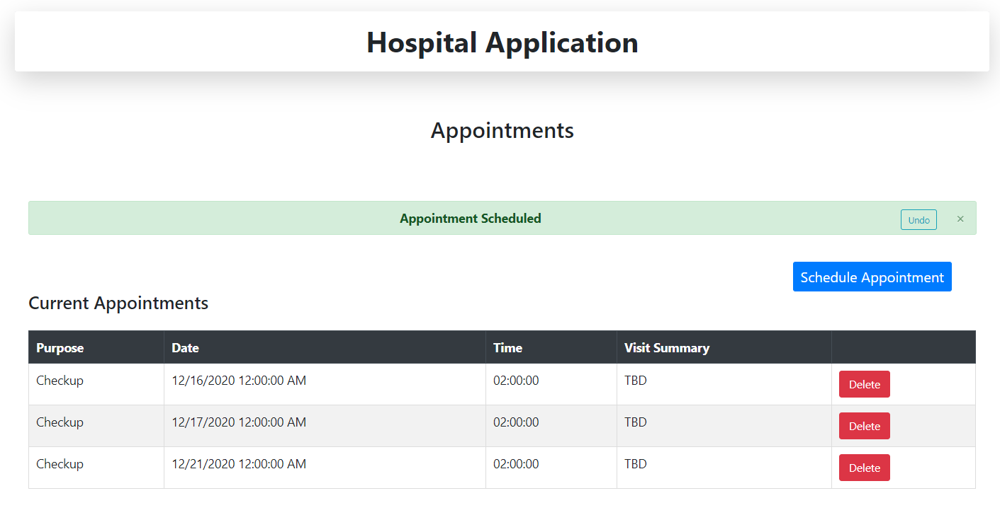 Hospital Application
Appointments
Appointment Scheduled Undo ×
Schedule Appointment
Current Appointments
Purpose Date Time Visit Summary
Checkup 12/16/2020 12:00:00 AM 02:00:00 TBD Delete
Checkup 12/17/2020 12:00:00 AM 02:00:00 TBD Delete
Checkup 12/21/2020 12:00:00 AM 02:00:00 TBD Delete